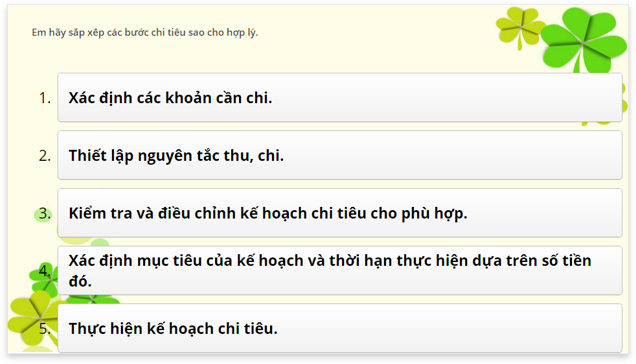 Em hãy sắp xếp các bước chi tiêu sao cho hợp lý.
1. Xác định các khoản cần chi.
2. Thiết lập nguyên tắc thu, chi.
3. Kiểm tra và điều chỉnh kế hoạch chi tiêu cho phù hợp.
4. Xác định mục tiêu của kế hoạch và thời hạn thực hiện dựa trên số tiền
đó.
5. Thực hiện kế hoạch chi tiêu.